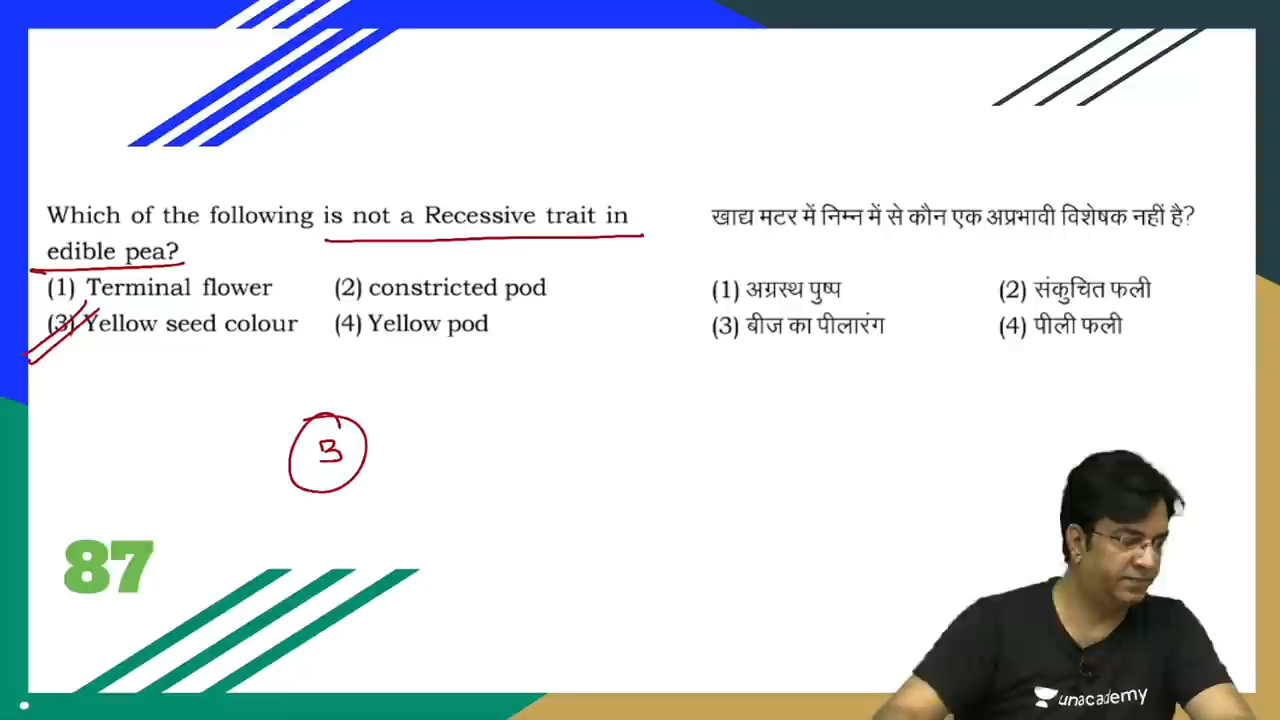 Which of the following is not a Recessive trait in
edible pea?
(1) Terminal flower (2) constricted pod
(3) Yellow seed colour (4) Yellow pod
खाद्य मटर में निम्न में से कौन एक अप्रभावी विशेषक नहीं है?
(1) अग्रस्थ पुष्प (2) संकुचित फली
(3) बीज का पीलारंग (4) पीली फली
3
87
unacademy